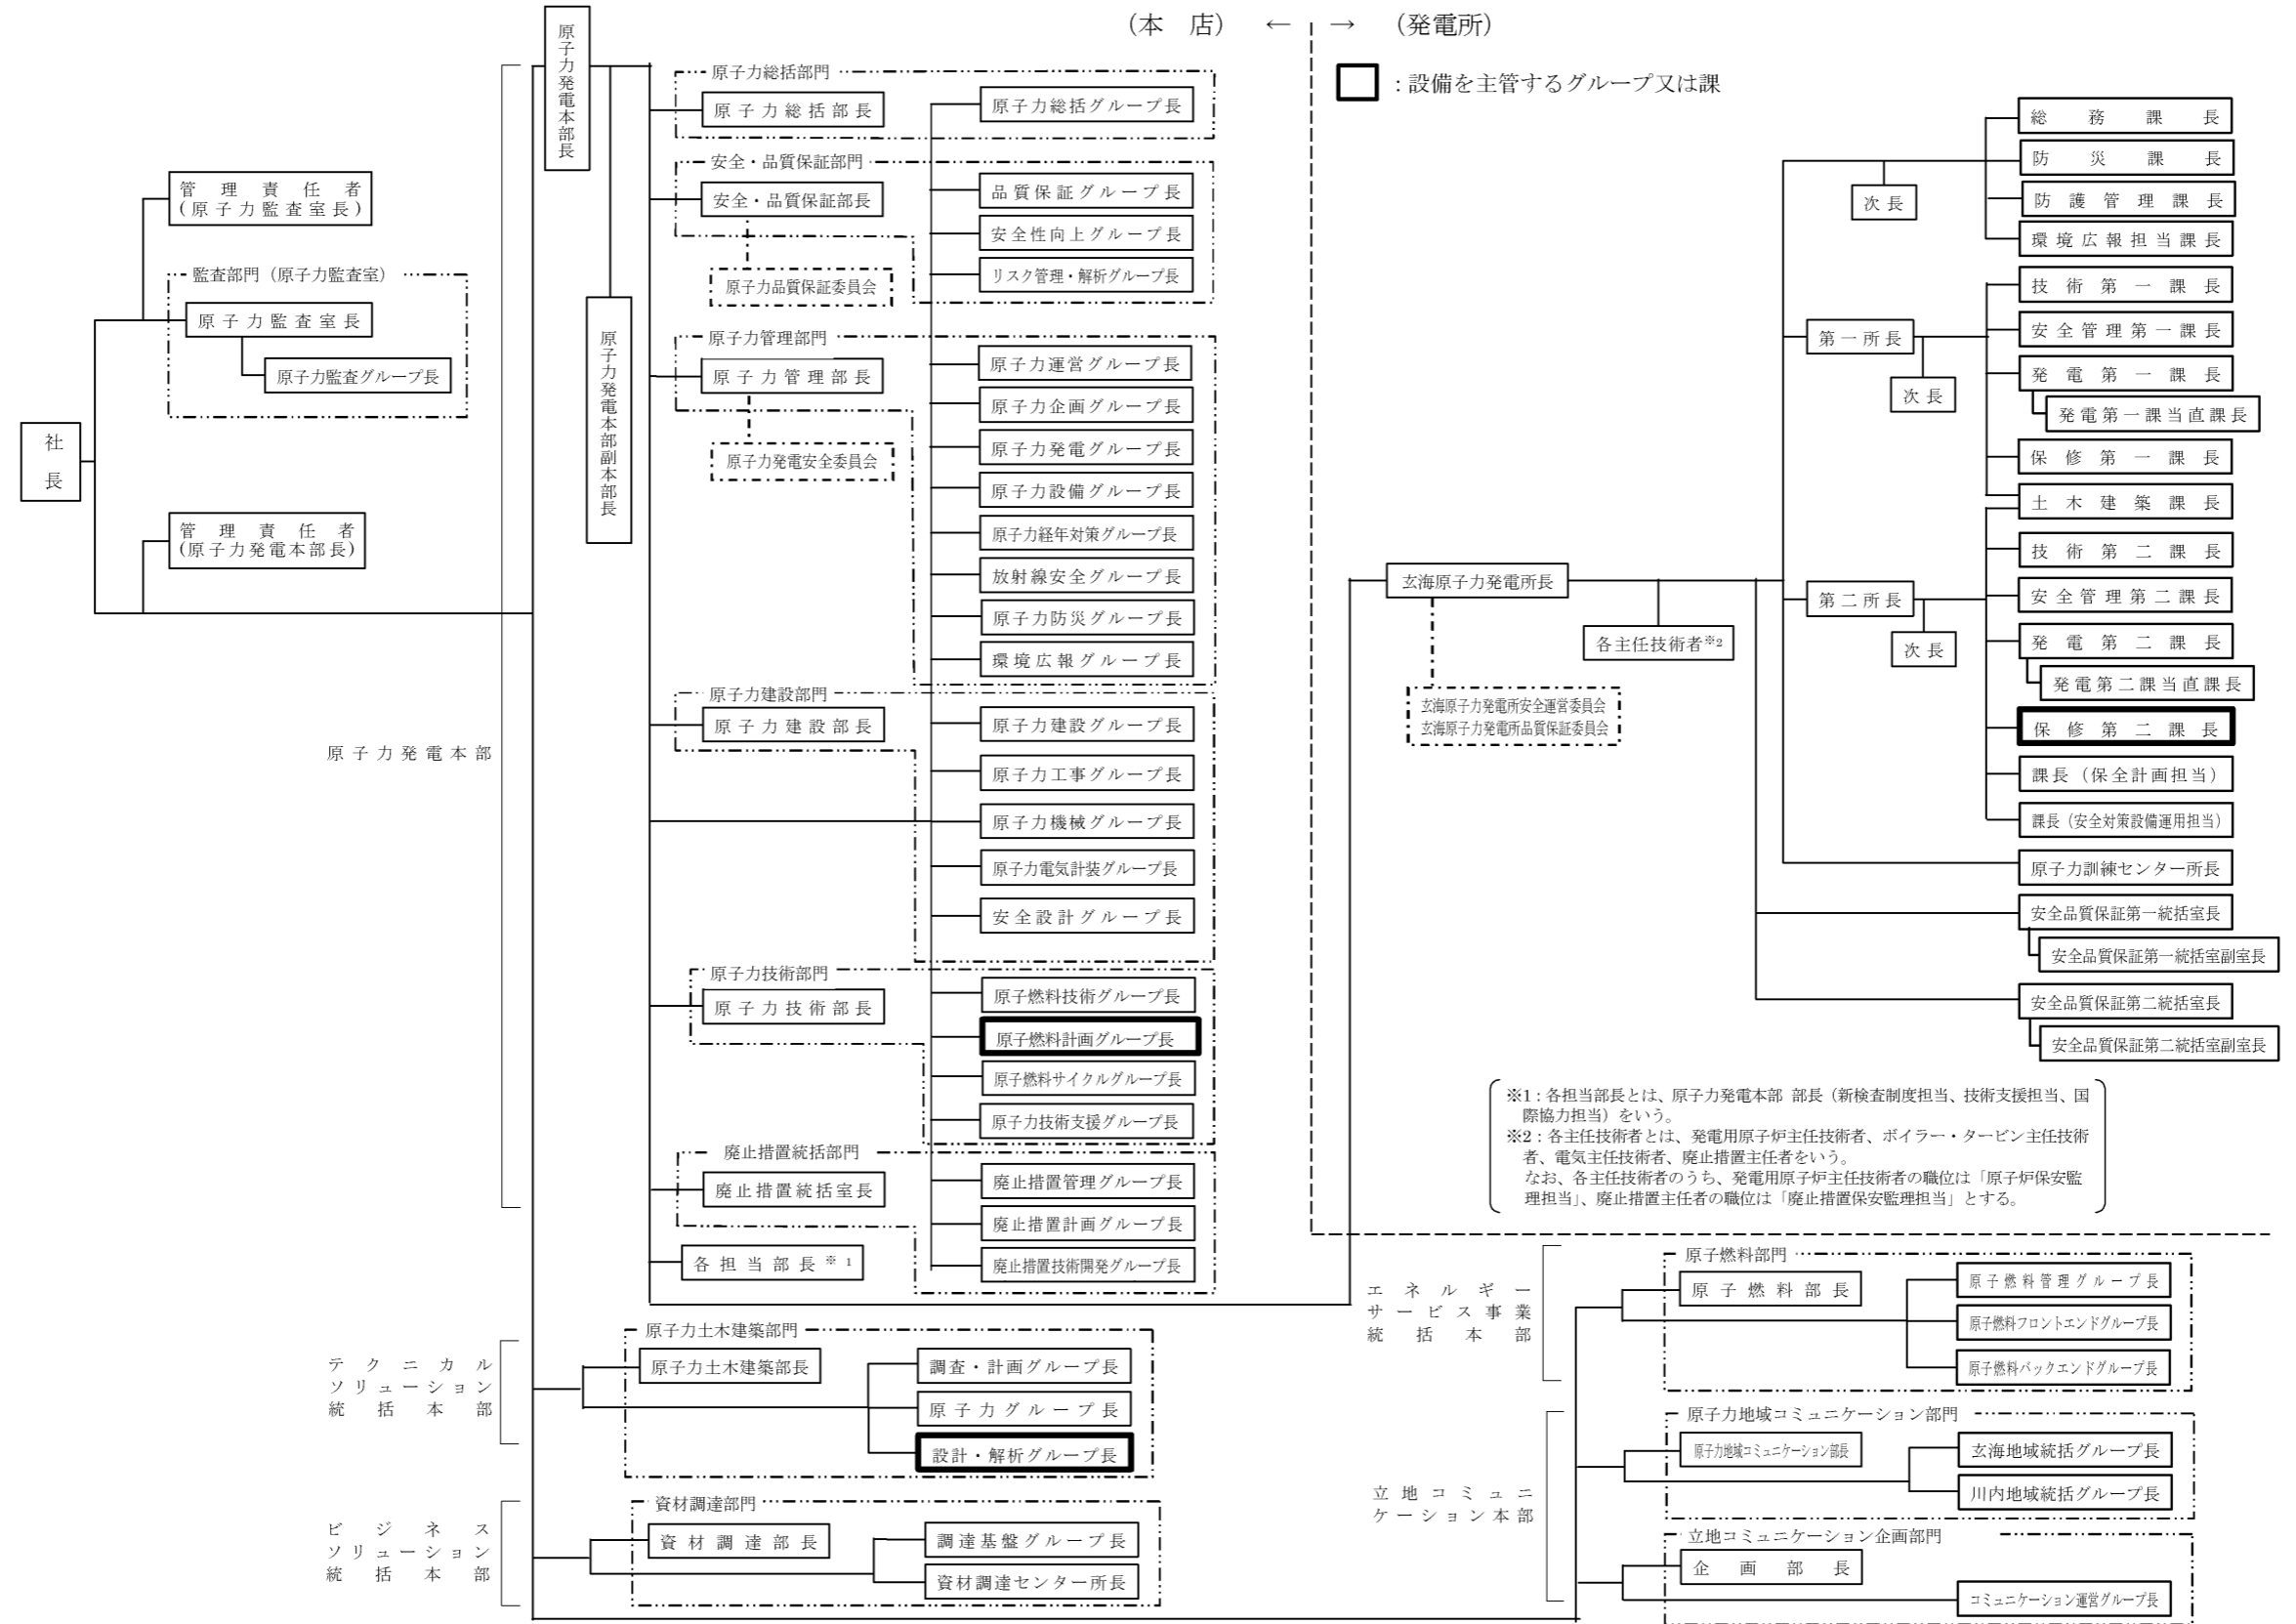 (本 店) ← → (発電所)
:設備を主管するグループ又は課
社長
管理責任者
(原子力監査室長)
監査部門(原子力監査室)
原子力監査室長
原子力監査グループ長
管理責任者
(原子力発電本部長)
原子力発電本部
原子力発電本部長
原子力発電本部副本部長
原子力総括部門
原子力総括部長
原子力総括グループ長
安全・品質保証部門
安全・品質保証部長
原子力品質保証委員会
品質保証グループ長
安全性向上グループ長
リスク管理・解析グループ長
原子力管理部門
原子力管理部長
原子力発電安全委員会
原子力運営グループ長
原子力企画グループ長
原子力発電グループ長
原子力設備グループ長
原子力経年対策グループ長
放射線安全グループ長
原子力防災グループ長
環境広報グループ長
原子力建設部門
原子力建設部長
原子力建設グループ長
原子力工事グループ長
原子力機械グループ長
原子力電気計装グループ長
安全設計グループ長
原子力技術部門
原子力技術部長
原子燃料技術グループ長
原子燃料計画グループ長
原子燃料サイクルグループ長
原子力技術支援グループ長
廃止措置統括部門
廃止措置統括室長
廃止措置管理グループ長
廃止措置計画グループ長
廃止措置技術開発グループ長
各担当部長※1
テクニカル
ソリューション
統括本部
原子力土木建築部門
原子力土木建築部長
調査・計画グループ長
原子力グループ長
設計・解析グループ長
ビジネス
ソリューション
統括本部
資材調達部門
資材調達部長
調達基盤グループ長
資材調達センター所長
玄海原子力発電所長
各主任技術者※2
玄海原子力発電所安全運営委員会
玄海原子力発電所品質保証委員会
次長
総務課長
防災課長
防護管理課長
環境広報担当課長
第一所長
次長
技術第一課長
安全管理第一課長
発電第一課長
発電第一課当直課長
保修第一課長
土木建築課長
第二所長
次長
技術第二課長
安全管理第二課長
発電第二課長
発電第二課当直課長
保修第二課長
課長(保全計画担当)
課長(安全対策設備運用担当)
原子力訓練センター所長
安全品質保証第一統括室長
安全品質保証第一統括室副室長
安全品質保証第二統括室長
安全品質保証第二統括室副室長
※1:各担当部長とは、原子力発電本部 部長(新検査制度担当、技術支援担当、国
際協力担当)をいう。
※2:各主任技術者とは、発電用原子炉主任技術者、ボイラー・タービン主任技術
者、電気主任技術者、廃止措置主任者をいう。
なお、各主任技術者のうち、発電用原子炉主任技術者の職位は「原子炉保安監
理担当」、廃止措置主任者の職位は「廃止措置保安監理担当」とする。
エネルギー
サービス事業
統括本部
原子燃料部門
原子燃料部長
原子燃料管理グループ長
原子燃料フロントエンドグループ長
原子燃料バックエンドグループ長
立地コミュニ
ケーション本部
原子力地域コミュニケーション部門
原子力地域コミュニケーション部長
玄海地域統括グループ長
川内地域統括グループ長
立地コミュニケーション企画部門
企画部長
コミュニケーション運営グループ長